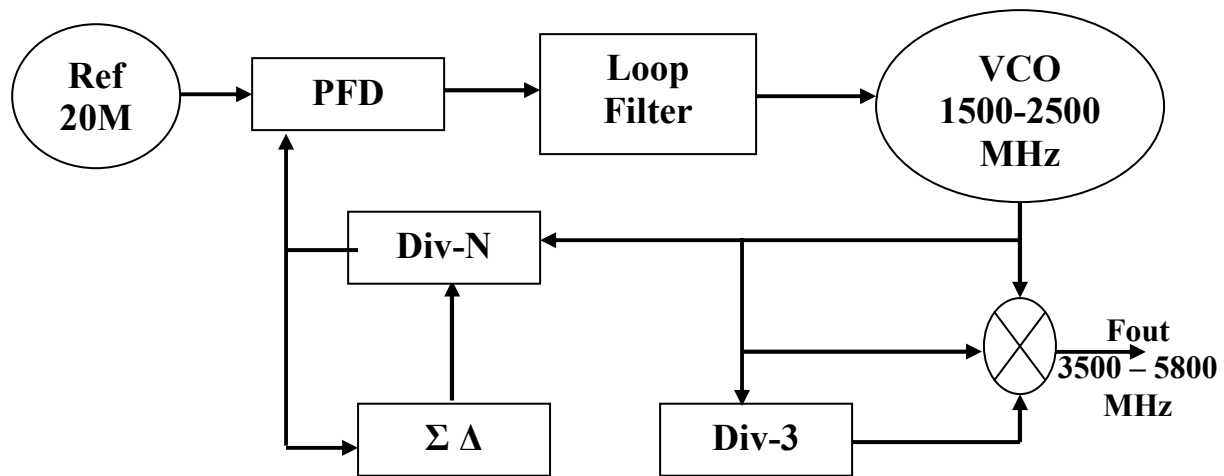 Ref
20M
PFD
Loop
Filter
VCO
1500-2500
MHz
Div-N
Σ Δ
Div-3
Fout
3500 – 5800
MHz